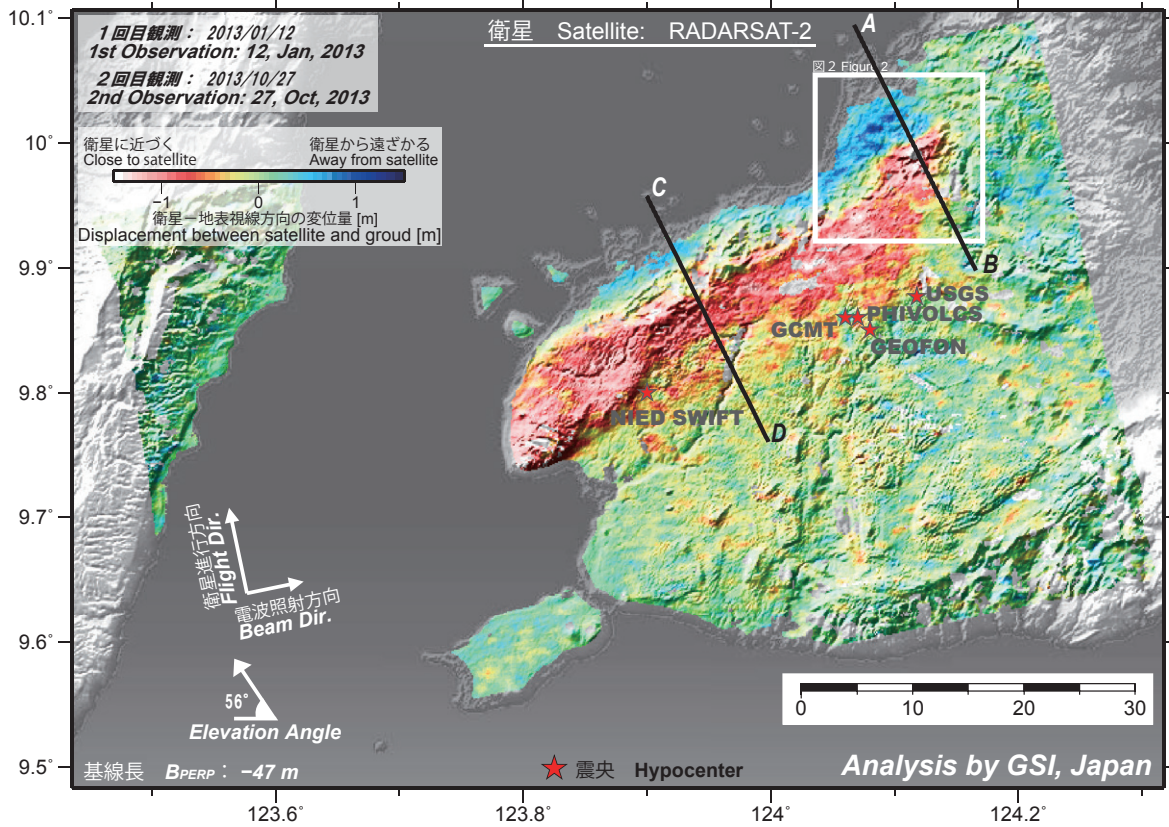 10.1°
10°
9.9°
9.8°
9.7°
9.6°
9.5°
1回目観測： 2013/01/12
1st Observation: 12, Jan, 2013
2回目観測： 2013/10/27
2nd Observation: 27, Oct, 2013
衛星 Satellite: RADARSAT-2
衛星に近づく 衛星から遠ざかる
Close to satellite Away from satellite
−1 0 1
衛星－地表視線方向の変位量 [m]
Displacement between satellite and groud [m]
図2 Figure 2
A
B
C
D
USGS
PHIVOLCS
GCMT
GEOFON
NIED SWIFT
衛星進行方向
Flight Dir.
電波照射方向
Beam Dir.
56°
Elevation Angle
0 10 20 30
基線長 BPERP： −47 m
震央 Hypocenter
Analysis by GSI, Japan
123.6° 123.8° 124° 124.2°